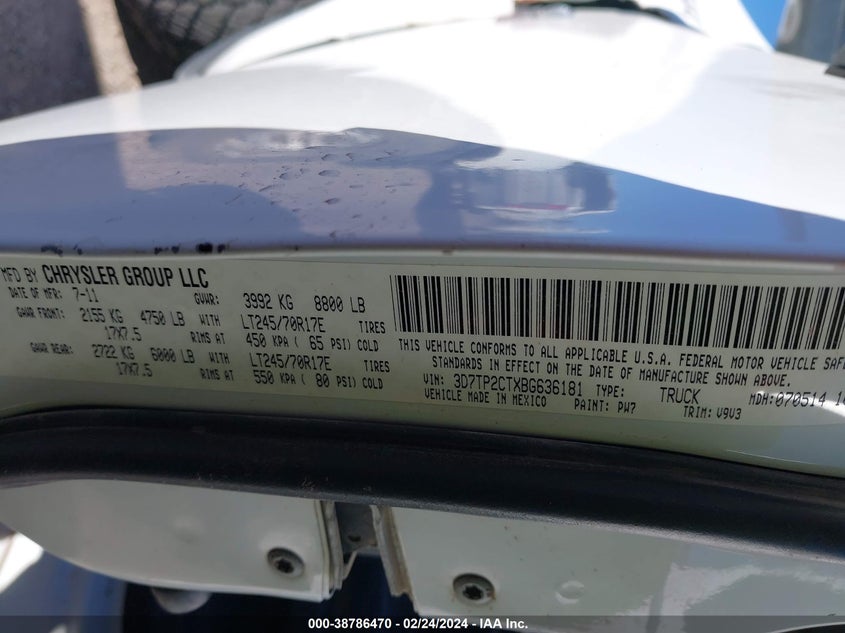 MFD BY CHRYSLER GROUP LLC
DATE OF MFR: 7-11 GVWR: 3992 KG 8800 LB
GAWR FRONT: 2155 KG 4750 LB WITH LT245/70R17E TIRES
17X7.5 RIMS AT 450 KPA ( 65 PSI) COLD
GAWR REAR: 2722 KG 6000 LB WITH LT245/70R17E TIRES
17X7.5 RIMS AT 550 KPA ( 80 PSI) COLD
THIS VEHICLE CONFORMS TO ALL APPLICABLE U.S.A. FEDERAL MOTOR VEHICLE SAFE
STANDARDS IN EFFECT ON THE DATE OF MANUFACTURE SHOWN ABOVE.
VIN: 3D7TP2CTXBG636181 TYPE: TRUCK MDH:070514
VEHICLE MADE IN MEXICO PAINT: PW7 TRIM: V9V3
000-38786470 - 02/24/2024 - IAA Inc.